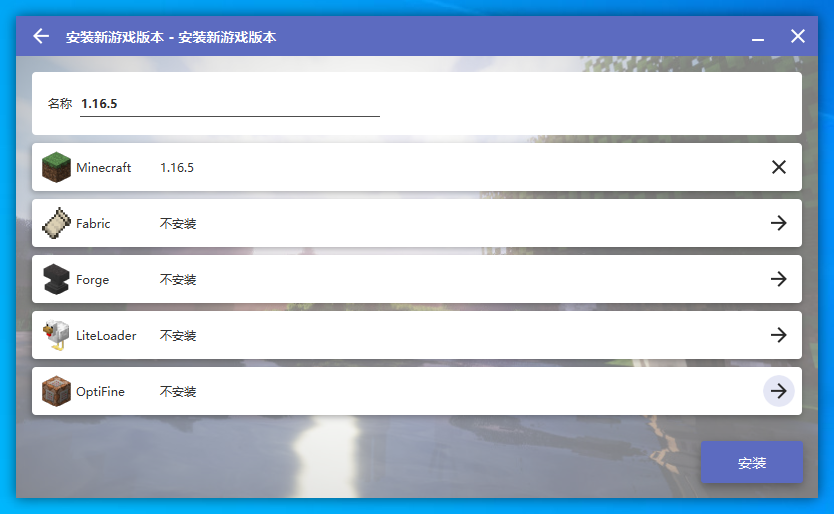 安装新游戏版本 - 安装新游戏版本
名称 1.16.5
Minecraft 1.16.5
Fabric 不安装
Forge 不安装
LiteLoader 不安装
OptiFine 不安装
安装